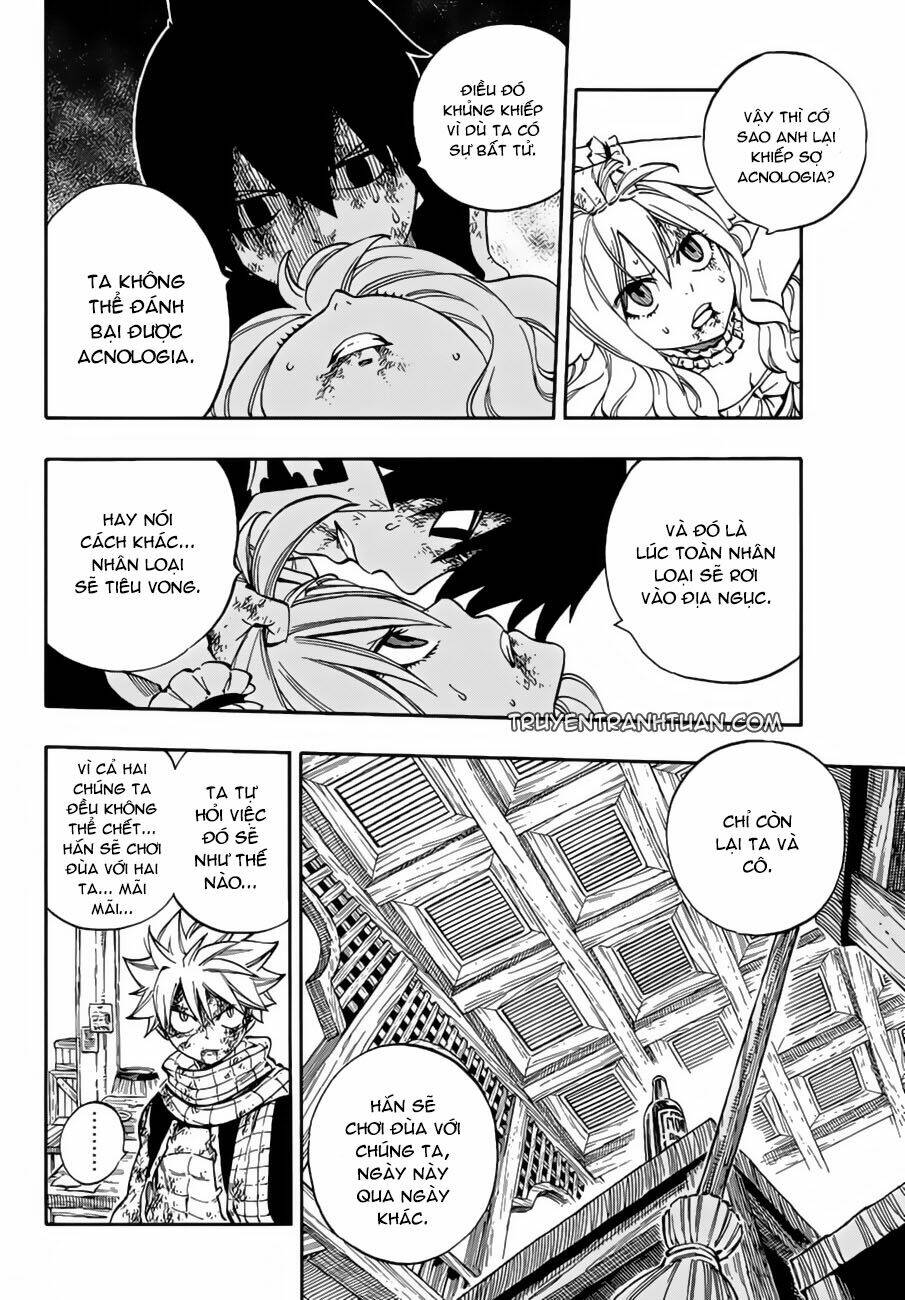 VẬY THÌ CỚ
SAO ANH LẠI
KHIẾP SỢ
ACNOLOGIA?
ĐIỀU ĐÓ
KHỦNG KHIẾP
VÌ DÙ TA CÓ
SỰ BẤT TỬ.
TA KHÔNG
THỂ ĐÁNH
BẠI ĐƯỢC
ACNOLOGIA.
VÀ ĐÓ LÀ
LÚC TOÀN NHÂN
LOẠI SẼ RƠI
VÀO ĐỊA NGỤC.
HAY NÓI
CÁCH KHÁC...
NHÂN LOẠI
SẼ TIÊU VONG.
TRUYENTRANHTUAN.COM
CHỈ CÒN
LẠI TA VÀ
CÔ.
HẮN SẼ
CHƠI ĐÙA VỚI
CHÚNG TA,
NGÀY NÀY
QUA NGÀY
KHÁC.
TA TỰ
HỎI VIỆC
ĐÓ SẼ
NHƯ THẾ
NÀO...
VÌ CẢ HAI
CHÚNG TA
ĐỀU KHÔNG
THỂ CHẾT...
HẮN SẼ CHƠI
ĐÙA VỚI HAI
TA... MÃI
MÃI...
........